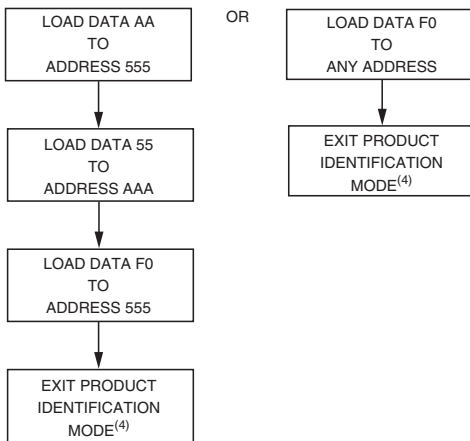 LOAD DATA AA
TO
ADDRESS 555
LOAD DATA 55
TO
ADDRESS AAA
LOAD DATA F0
TO
ADDRESS 555
EXIT PRODUCT
IDENTIFICATION
MODE(4)
OR
LOAD DATA F0
TO
ANY ADDRESS
EXIT PRODUCT
IDENTIFICATION
MODE(4)